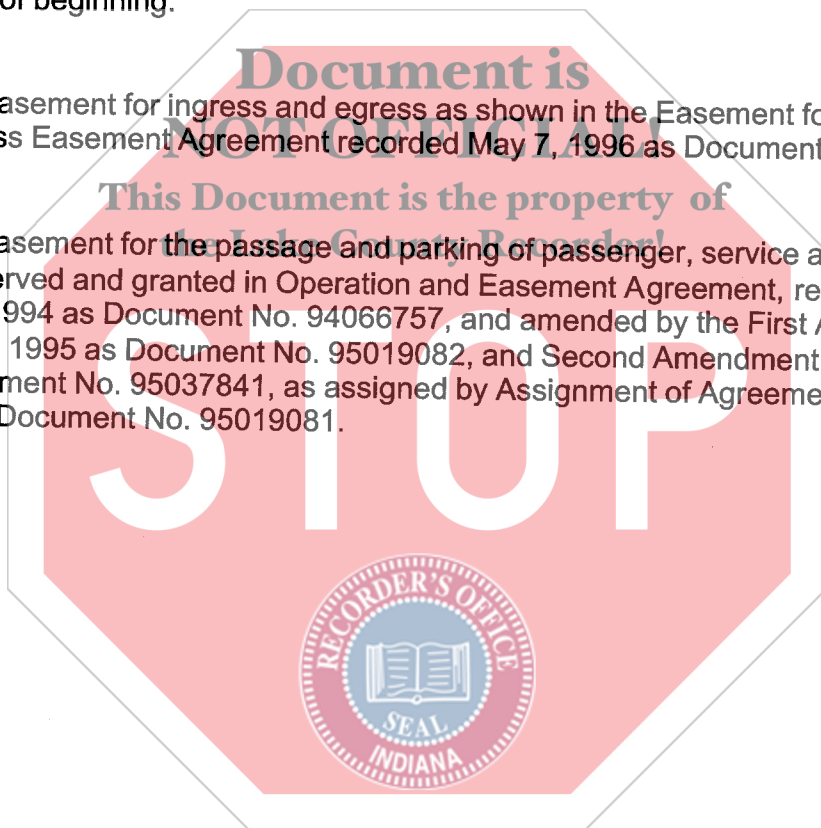 of beginning.
Document is
asement for ingress and egress as shown in the Easement fo
NOT OFFICIAL!
ss Easement Agreement recorded May 7, 1996 as Document
This Document is the property of
the Lake County Recorder!
asement for the passage and parking of passenger, service a
erved and granted in Operation and Easement Agreement, re
994 as Document No. 94066757, and amended by the First A
1995 as Document No. 95019082, and Second Amendment
ment No. 95037841, as assigned by Assignment of Agreeme
Document No. 95019081.
STOP
RECORDER'S OFFICE
SEAL
INDIANA